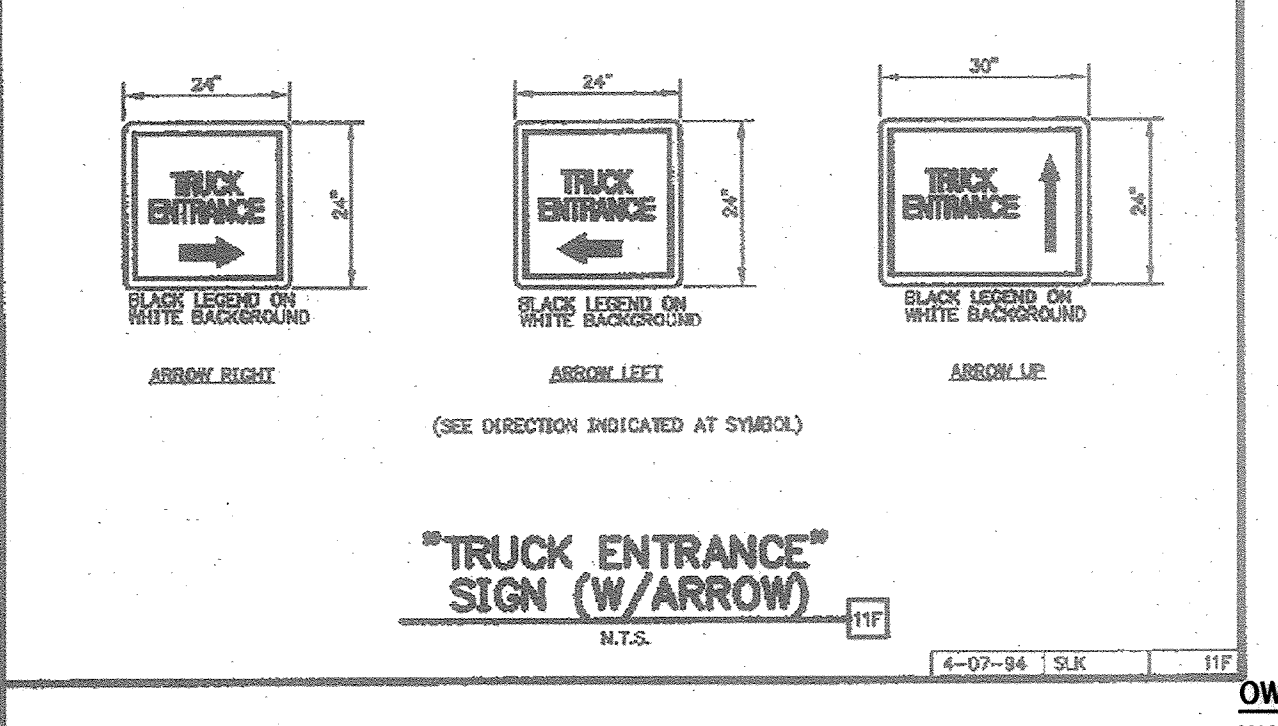 24"
24"
30"
TRUCK
ENTRANCE
24"
TRUCK
ENTRANCE
24"
TRUCK
ENTRANCE
24"
BLACK LEGEND ON
WHITE BACKGROUND
BLACK LEGEND ON
WHITE BACKGROUND
BLACK LEGEND ON
WHITE BACKGROUND
ARROW RIGHT
ARROW LEFT
ARROW UP
(SEE DIRECTION INDICATED AT SYMBOL)
"TRUCK ENTRANCE"
SIGN (W/ARROW)
11F
N.T.S.
4-07-94 SLK 11F
OW